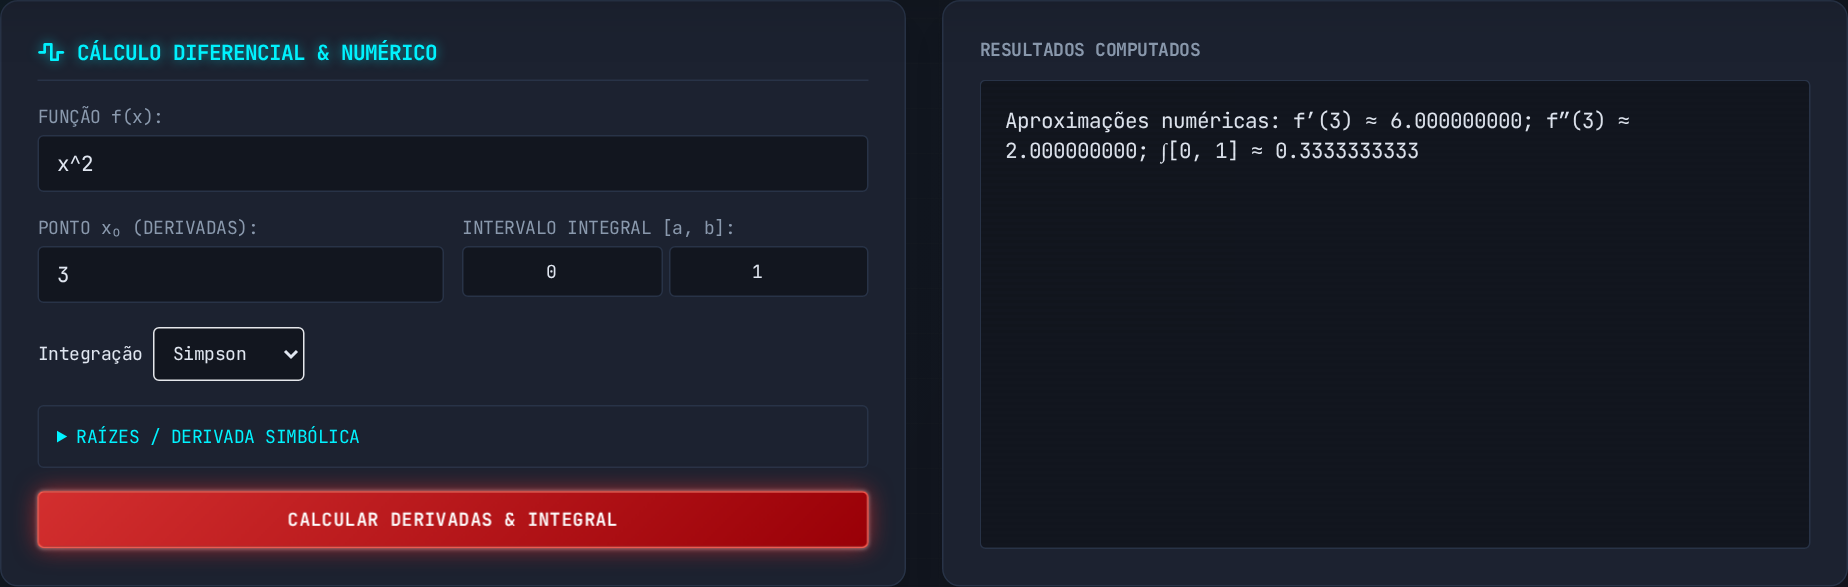 CÁLCULO DIFERENCIAL & NUMÉRICO
FUNÇÃO f(x):
x^2
PONTO x₀ (DERIVADAS):
3
INTERVALO INTEGRAL [a, b]:
0
1
Integração
Simpson
RAÍZES / DERIVADA SIMBÓLICA
CALCULAR DERIVADAS & INTEGRAL
RESULTADOS COMPUTADOS
Aproximações numéricas: f′(3) ≈ 6.000000000; f″(3) ≈
2.000000000; ∫[0, 1] ≈ 0.3333333333